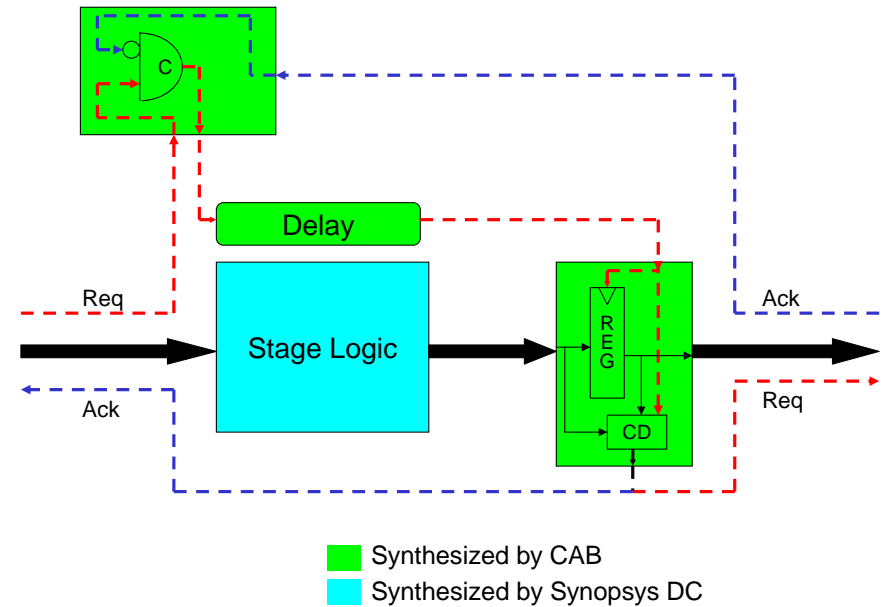 C
Delay
Req
Ack
Stage Logic
R
E
G
Ack
Req
CD
Synthesized by CAB
Synthesized by Synopsys DC